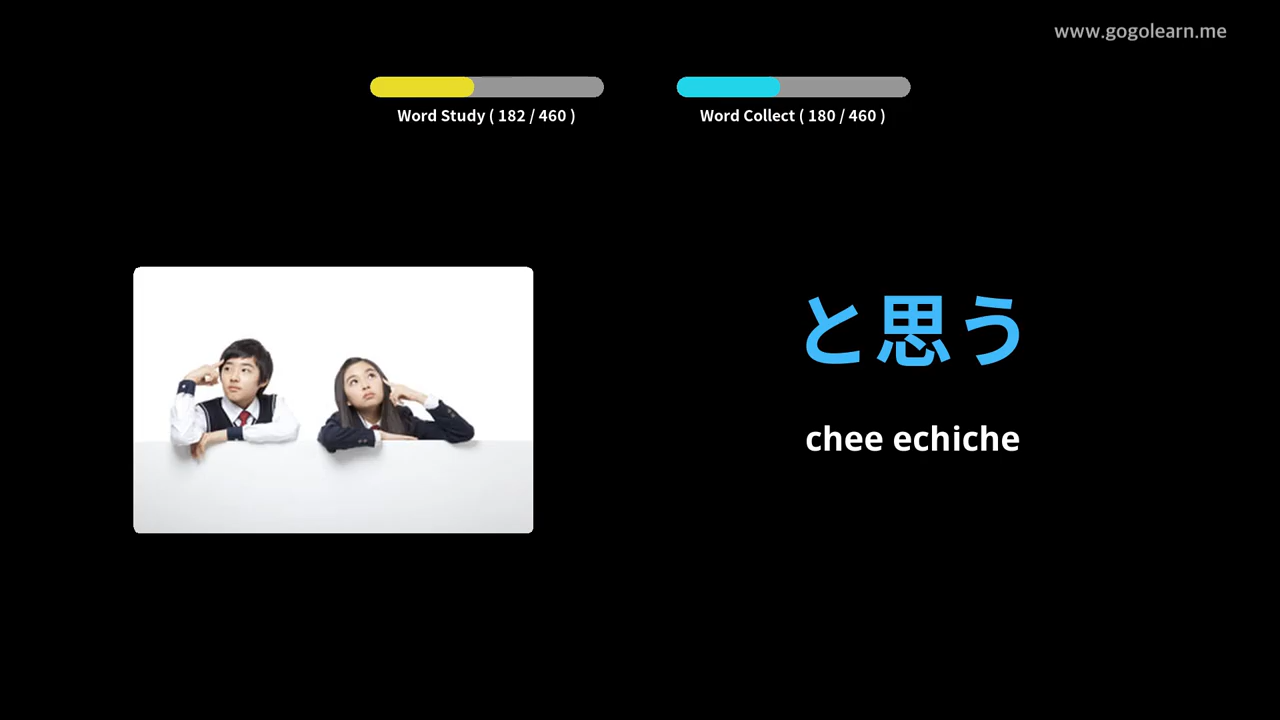 www.gogolearn.me
Word Study ( 182 / 460 )
Word Collect ( 180 / 460 )
と思う
chee echiche